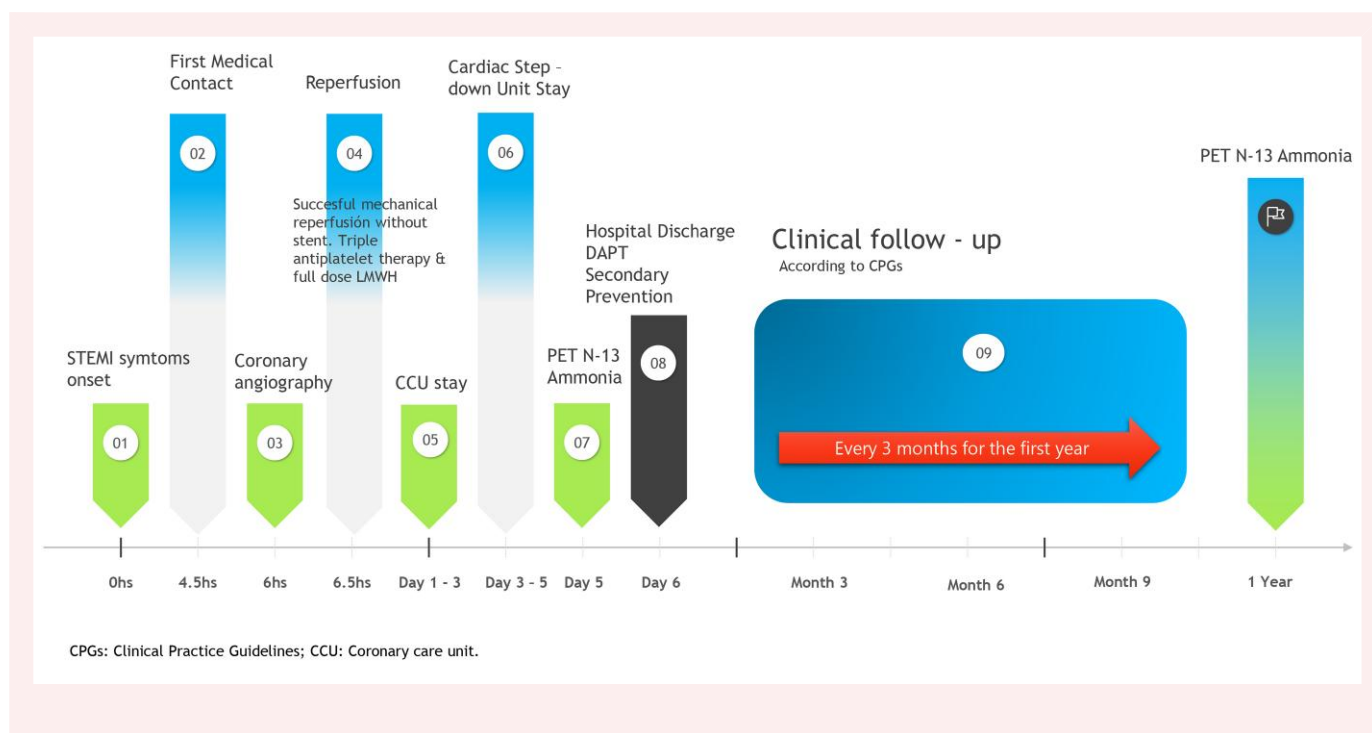 First Medical
Contact
02
Reperfusion
04
Succesful mechanical
reperfusión without
stent. Triple
antiplatelet therapy &
full dose LMWH
Cardiac Step -
down Unit Stay
06
STEMI symtoms
onset
01
Coronary
angiography
03
CCU stay
05
PET N-13
Ammonia
07
Hospital Discharge
DAPT
Secondary
Prevention
08
Clinical follow - up
According to CPGs
09
Every 3 months for the first year
PET N-13 Ammonia
0hs
4.5hs
6hs
6.5hs
Day 1 - 3
Day 3 - 5
Day 5
Day 6
Month 3
Month 6
Month 9
1 Year
CPGs: Clinical Practice Guidelines; CCU: Coronary care unit.